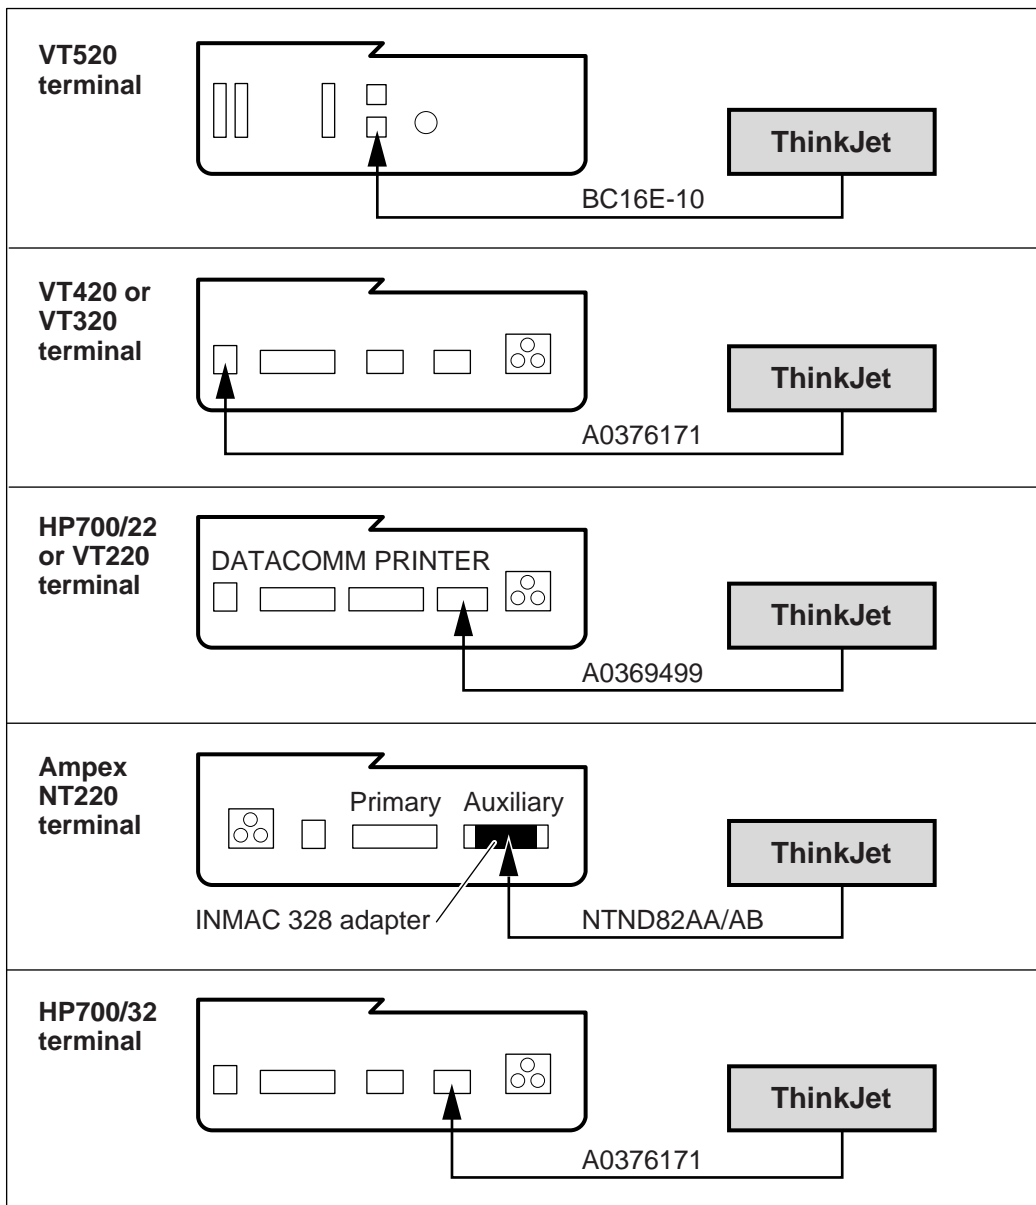 VT520
terminal
ThinkJet
BC16E-10
VT420 or
VT320
terminal
ThinkJet
A0376171
HP700/22
or VT220
terminal
DATACOMM PRINTER
ThinkJet
A0369499
Ampex
NT220
terminal
Primary Auxiliary
ThinkJet
INMAC 328 adapter
NTND82AA/AB
HP700/32
terminal
ThinkJet
A0376171